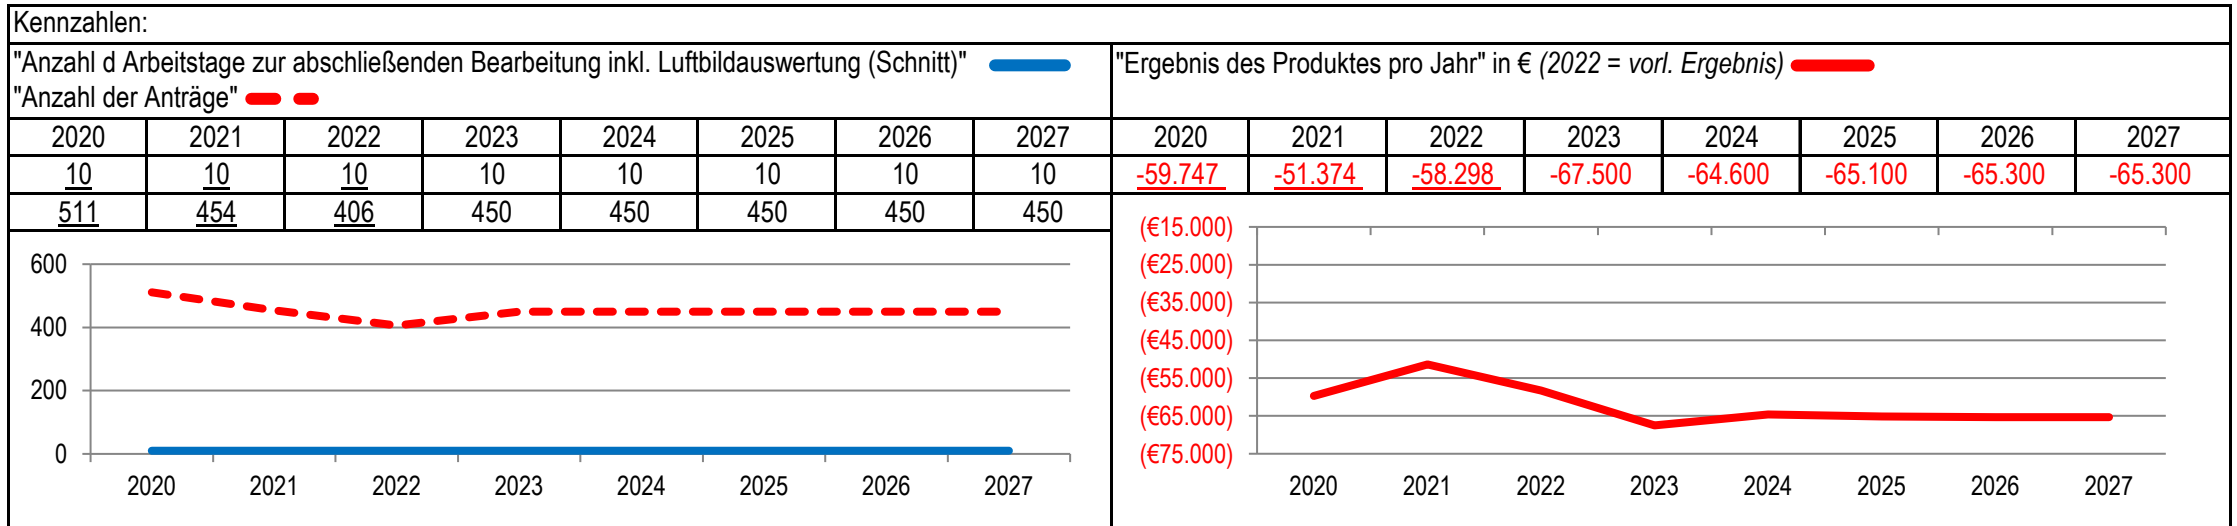 Kennzahlen:
"Anzahl d Arbeitstage zur abschließenden Bearbeitung inkl. Luftbildauswertung (Schnitt)"
"Anzahl der Anträge"
2020 2021 2022 2023 2024 2025 2026 2027
10 10 10 10 10 10 10 10
511 454 406 450 450 450 450 450
600
400
200
0
2020 2021 2022 2023 2024 2025 2026 2027
"Ergebnis des Produktes pro Jahr" in € (2022 = vorl. Ergebnis)
2020 2021 2022 2023 2024 2025 2026 2027
-59.747 -51.374 -58.298 -67.500 -64.600 -65.100 -65.300 -65.300
(€15.000)
(€25.000)
(€35.000)
(€45.000)
(€55.000)
(€65.000)
(€75.000)
2020 2021 2022 2023 2024 2025 2026 2027